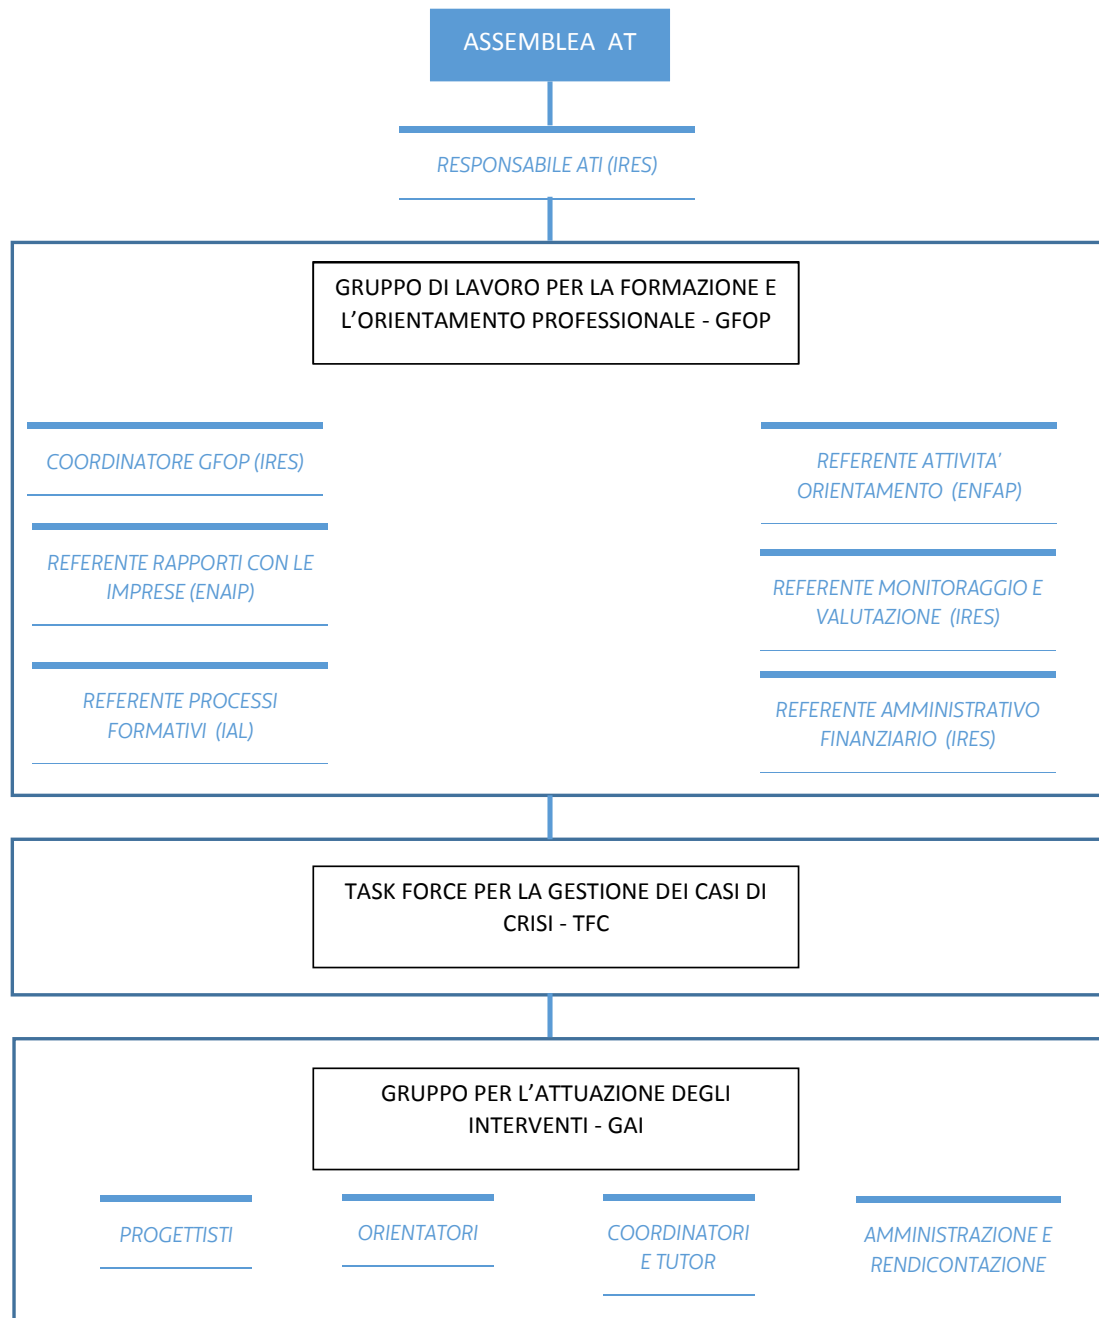 ASSEMBLEA AT
RESPONSABILE ATI (IRES)
GRUPPO DI LAVORO PER LA FORMAZIONE E
L’ORIENTAMENTO PROFESSIONALE - GFOP
COORDINATORE GFOP (IRES)
REFERENTE RAPPORTI CON LE
IMPRESE (ENAIP)
REFERENTE PROCESSI
FORMATIVI (IAL)
REFERENTE ATTIVITA’
ORIENTAMENTO (ENFAP)
REFERENTE MONITORAGGIO E
VALUTAZIONE (IRES)
REFERENTE AMMINISTRATIVO
FINANZIARIO (IRES)
TASK FORCE PER LA GESTIONE DEI CASI DI
CRISI - TFC
GRUPPO PER L’ATTUAZIONE DEGLI
INTERVENTI - GAI
PROGETTISTI
ORIENTATORI
COORDINATORI
E TUTOR
AMMINISTRAZIONE E
RENDICONTAZIONE